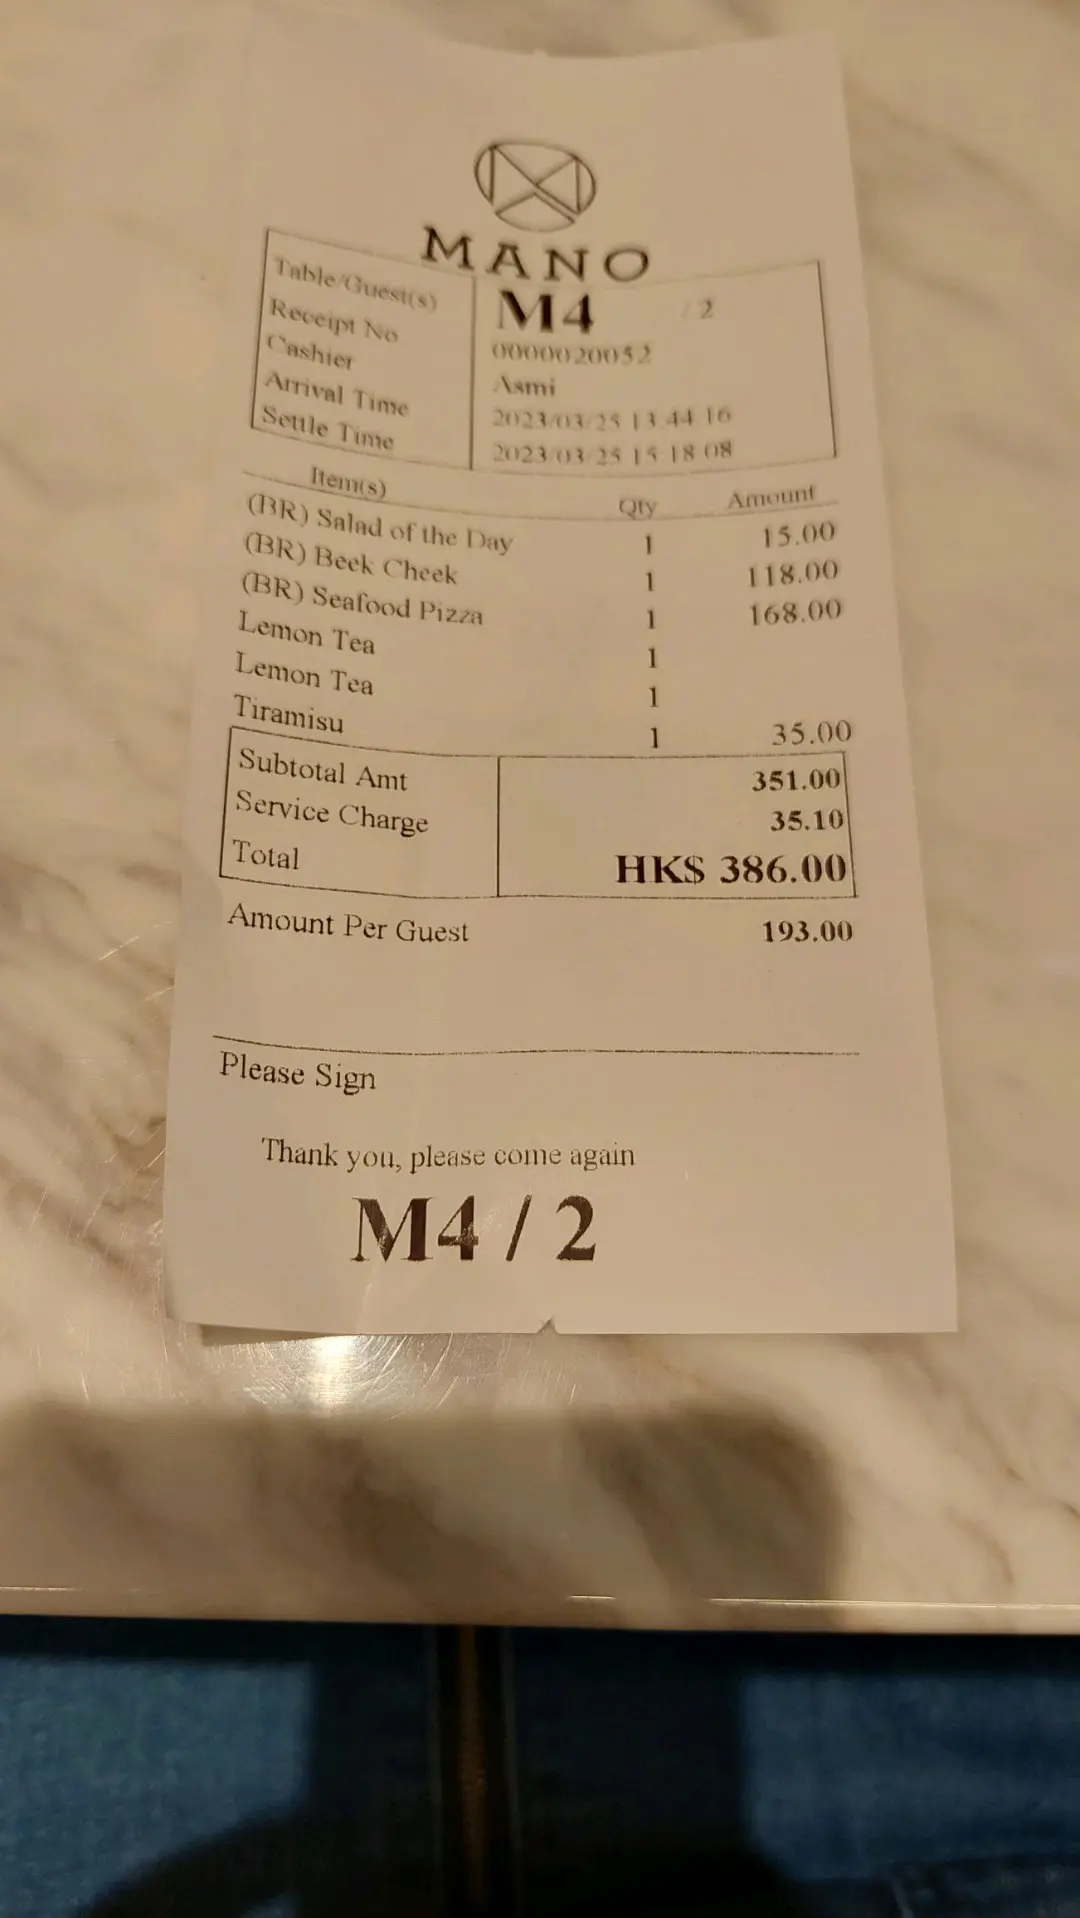 MANO
Table/Guest(s) M4 / 2
Receipt No 0000020052
Cashier Asmi
Arrival Time 2023/03/25 13:44:16
Settle Time 2023/03/25 15:18:08
Item(s) Qty Amount
(BR) Salad of the Day 1 15.00
(BR) Beek Cheek 1 118.00
(BR) Seafood Pizza 1 168.00
Lemon Tea 1
Lemon Tea 1
Tiramisu 1 35.00
Subtotal Amt 351.00
Service Charge 35.10
Total HK$ 386.00
Amount Per Guest 193.00
Please Sign
Thank you, please come again
M4 / 2